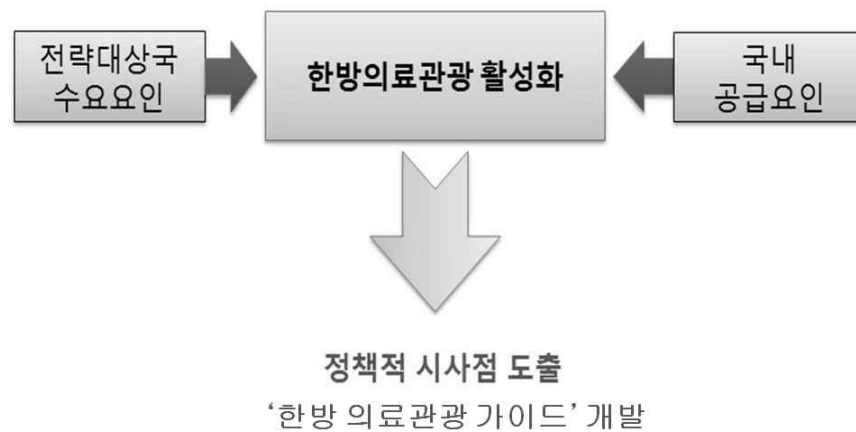 전략대상국
수요요인
한방의료관광 활성화
국내
공급요인
정책적 시사점 도출
‘한방 의료관광 가이드’ 개발